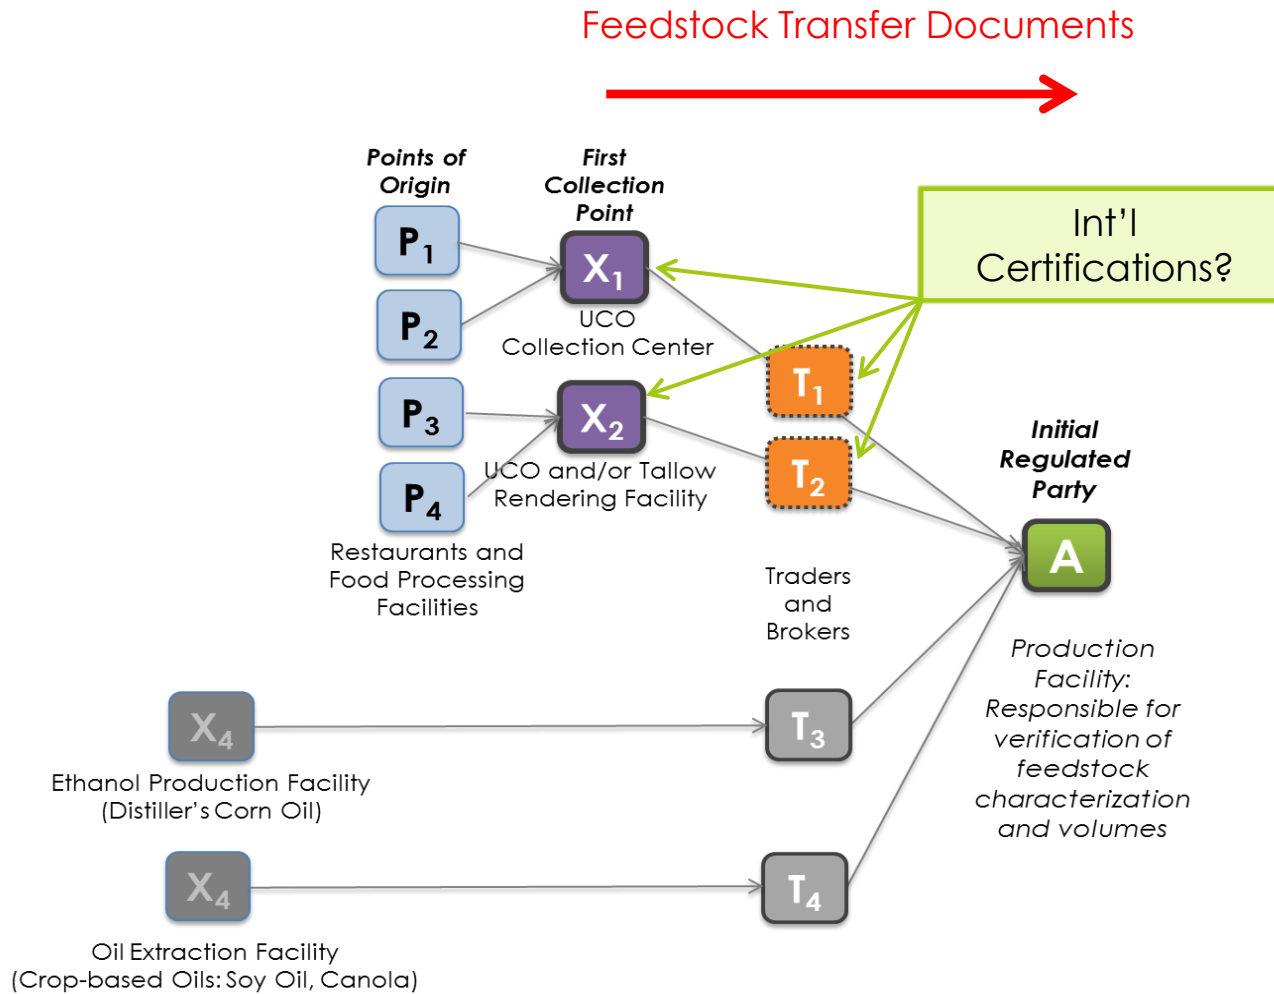 Feedstock Transfer Documents
Points of
Origin
First
Collection
Point
Int'l
Certifications?
P1
X1
P2
UCO
Collection Center
T1
P3
X2
Initial
Regulated
Party
UCO and/or Tallow
Rendering Facility
T2
P4
A
Restaurants and
Food Processing
Facilities
Traders
and
Brokers
Production
Facility:
Responsible for
verification of
feedstock
characterization
and volumes
X4
T3
Ethanol Production Facility
(Distiller's Corn Oil)
X4
T4
Oil Extraction Facility
(Crop-based Oils: Soy Oil, Canola)